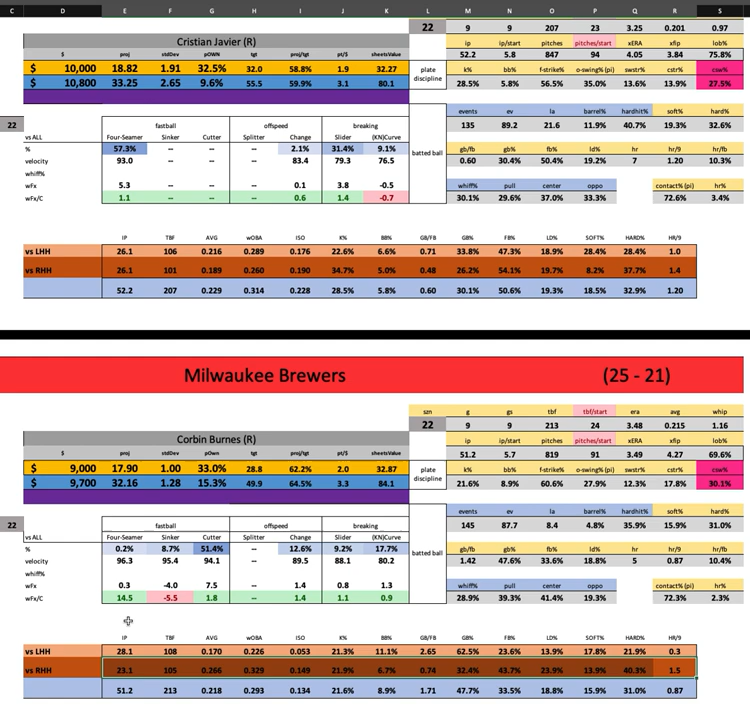 C D E F G H I J K L M N O P Q R S
22 9 9 207 23 3.25 0.201 0.97
Cristian Javier (R) ip ip/start pitches pitches/start xERA xfip lob%
$ proj stdDev pOWN tgt proj/tgt pt/$ sheetsValue 52.2 5.8 847 94 4.05 3.84 75.8%
$ 10,000 18.82 1.91 32.5% 32.0 58.8% 1.9 32.27 plate discipline k% bb% f-strike% o-swing% (pi) swstr% cstr% csw%
$ 10,800 33.25 2.65 9.6% 55.5 59.9% 3.1 80.1 28.5% 5.8% 56.5% 35.0% 13.6% 13.9% 27.5%
events ev la barrel% hardhit% soft% hard%
22 fastball offspeed breaking 135 89.2 21.6 11.9% 40.7% 19.3% 32.6%
vs ALL Four-Seamer Sinker Cutter Splitter Change Slider (KN)Curve
% 57.3% -- -- -- 2.1% 31.4% 9.1% batted ball gb/fb gb% fb% ld% hr hr/9 hr/fb
velocity 93.0 -- -- -- 83.4 79.3 76.5 0.60 30.4% 50.4% 19.2% 7 1.20 10.3%
whiff%
wFx 5.3 -- -- -- 0.1 3.8 -0.5 whiff% pull center oppo contact% (pi) hr%
wFx/C 1.1 -- -- -- 0.6 1.4 -0.7 30.1% 29.6% 37.0% 33.3% 72.6% 3.4%
IP TBF AVG wOBA ISO K% BB% GB/FB GB% FB% LD% SOFT% HARD% HR/9
vs LHH 26.1 106 0.216 0.289 0.176 22.6% 6.6% 0.71 33.8% 47.3% 18.9% 28.4% 28.4% 1.0
vs RHH 26.1 101 0.189 0.260 0.190 34.7% 5.0% 0.48 26.2% 54.1% 19.7% 8.2% 37.7% 1.4
52.2 207 0.229 0.314 0.228 28.5% 5.8% 0.60 30.1% 50.6% 19.3% 18.5% 32.9% 1.20
Milwaukee Brewers (25 - 21)
szn g gs tbf tbf/start era avg whip
22 9 9 213 24 3.48 0.215 1.16
Corbin Burnes (R) ip ip/start pitches pitches/start xERA xfip lob%
$ proj stdDev pOwn tgt proj/tgt pt/$ sheetsValue 51.2 5.7 819 91 3.49 4.27 69.6%
$ 9,000 17.90 1.00 33.0% 28.8 62.2% 2.0 32.87 plate discipline k% bb% f-strike% o-swing% (pi) swstr% cstr% csw%
$ 9,700 32.16 1.28 15.3% 49.9 64.5% 3.3 84.1 21.6% 8.9% 60.6% 27.9% 12.3% 17.8% 30.1%
events ev la barrel% hardhit% soft% hard%
22 fastball offspeed breaking 145 87.7 8.4 4.8% 35.9% 15.9% 31.0%
vs ALL Four-Seamer Sinker Cutter Splitter Change Slider (KN)Curve
% 0.2% 8.7% 51.4% -- 12.6% 9.2% 17.7% batted ball gb/fb gb% fb% ld% hr hr/9 hr/fb
velocity 96.3 95.4 94.1 -- 89.5 88.1 80.2 1.42 47.6% 33.6% 18.8% 5 0.87 10.4%
whiff%
wFx 0.3 -4.0 7.5 -- 1.4 0.8 1.3 whiff% pull center oppo contact% (pi) hr%
wFx/C 14.5 -5.5 1.8 -- 1.4 1.1 0.9 28.9% 39.3% 41.4% 19.3% 72.3% 2.3%
IP TBF AVG wOBA ISO K% BB% GB/FB GB% FB% LD% SOFT% HARD% HR/9
vs LHH 28.1 108 0.170 0.226 0.053 21.3% 11.1% 2.65 62.5% 23.6% 13.9% 17.8% 21.9% 0.3
vs RHH 23.1 105 0.266 0.329 0.149 21.9% 6.7% 0.74 32.4% 43.7% 23.9% 13.9% 40.3% 1.5
51.2 213 0.218 0.293 0.134 21.6% 8.9% 1.71 47.7% 33.5% 18.8% 15.9% 31.0% 0.87